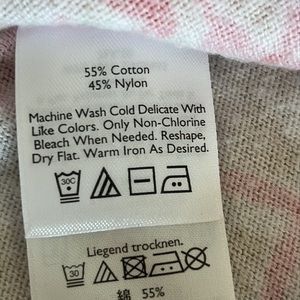 55% Cotton
45% Nylon
Machine Wash Cold Delicate With
Like Colors. Only Non-Chlorine
Bleach When Needed. Reshape,
Dry Flat. Warm Iron As Desired.
30C
Liegend trocknen.
30
綿 55%